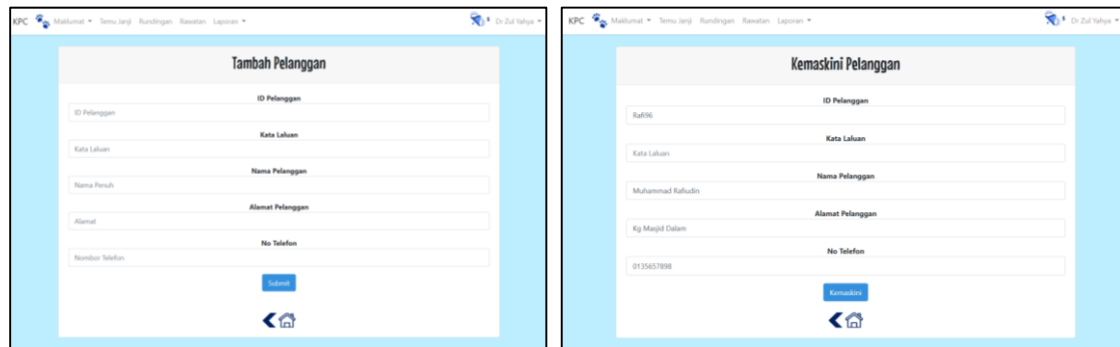 KPC Maklumat Temu Janji Rundingan Rawatan Laporan Dr Zul Yahya
Tambah Pelanggan
ID Pelanggan
ID Pelanggan
Kata Laluan
Kata Laluan
Nama Pelanggan
Nama Penuh
Alamat Pelanggan
Alamat
No Telefon
Nombor Telefon
Submit
KPC Maklumat Temu Janji Rundingan Rawatan Laporan Dr Zul Yahya
Kemaskini Pelanggan
ID Pelanggan
Rafi96
Kata Laluan
Kata Laluan
Nama Pelanggan
Muhammad Rafiudin
Alamat Pelanggan
Kg Masjid Dalam
No Telefon
0135657898
Kemaskini